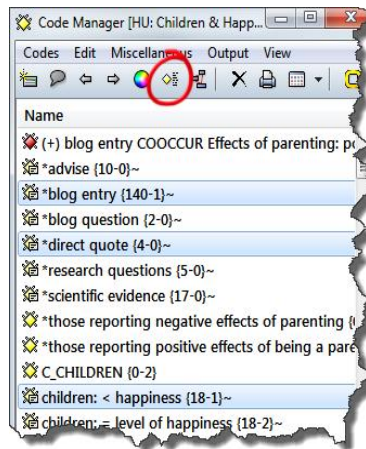 Code Manager [HU: Children & Happ...
Codes Edit Miscellaneous Output View
Name
(+) blog entry COOCCUR Effects of parenting:
*advise {10-0}~
*blog entry {140-1}~
*blog question {2-0}~
*direct quote {4-0}~
*research questions {5-0}~
*scientific evidence {17-0}~
*those reporting negative effects of parenting
*those reporting positive effects of being a
C_CHILDREN {0-2}
children: < happiness {18-1}~
children: = level of happiness {18-2}~